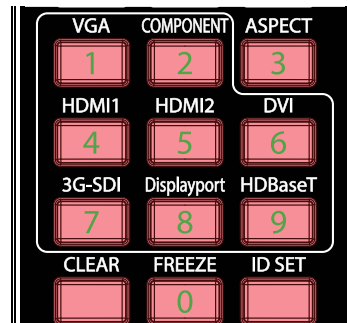 VGA COMPONENT ASPECT
1 2 3
HDMI1 HDMI2 DVI
4 5 6
3G-SDI Displayport HDBaseT
7 8 9
CLEAR FREEZE ID SET
0